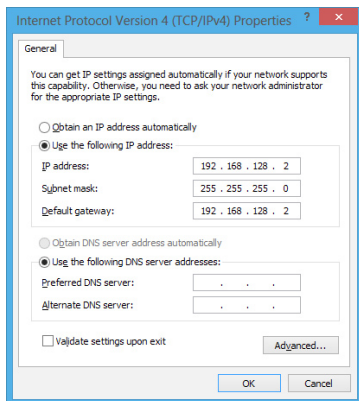 Internet Protocol Version 4 (TCP/IPv4) Properties ? ×
General
You can get IP settings assigned automatically if your network supports
this capability. Otherwise, you need to ask your network administrator
for the appropriate IP settings.
Obtain an IP address automatically
Use the following IP address:
IP address: 192 . 168 . 128 . 2
Subnet mask: 255 . 255 . 255 . 0
Default gateway: 192 . 168 . 128 . 2
Obtain DNS server address automatically
Use the following DNS server addresses:
Preferred DNS server: . . .
Alternate DNS server: . . .
Validate settings upon exit
Advanced...
OK Cancel